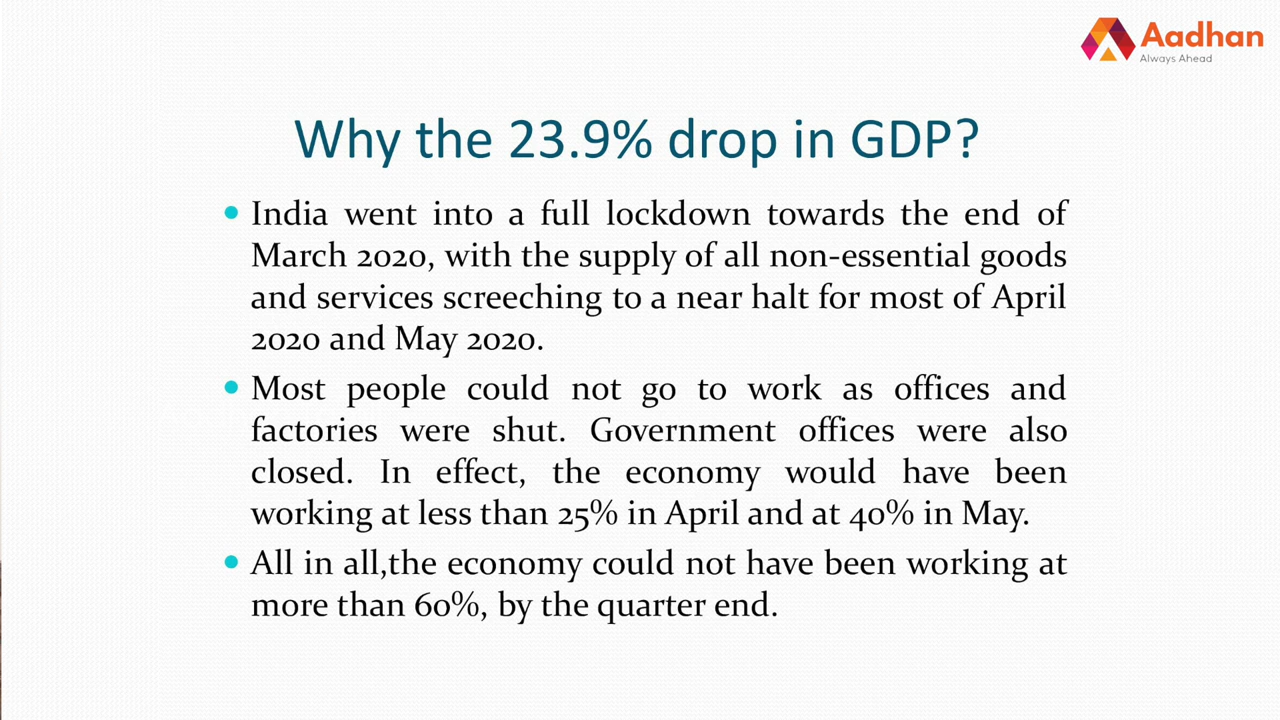 Aadhan
Always Ahead
Why the 23.9% drop in GDP?
• India went into a full lockdown towards the end of
March 2020, with the supply of all non-essential goods
and services screeching to a near halt for most of April
2020 and May 2020.
• Most people could not go to work as offices and
factories were shut. Government offices were also
closed. In effect, the economy would have been
working at less than 25% in April and at 40% in May.
• All in all,the economy could not have been working at
more than 60%, by the quarter end.